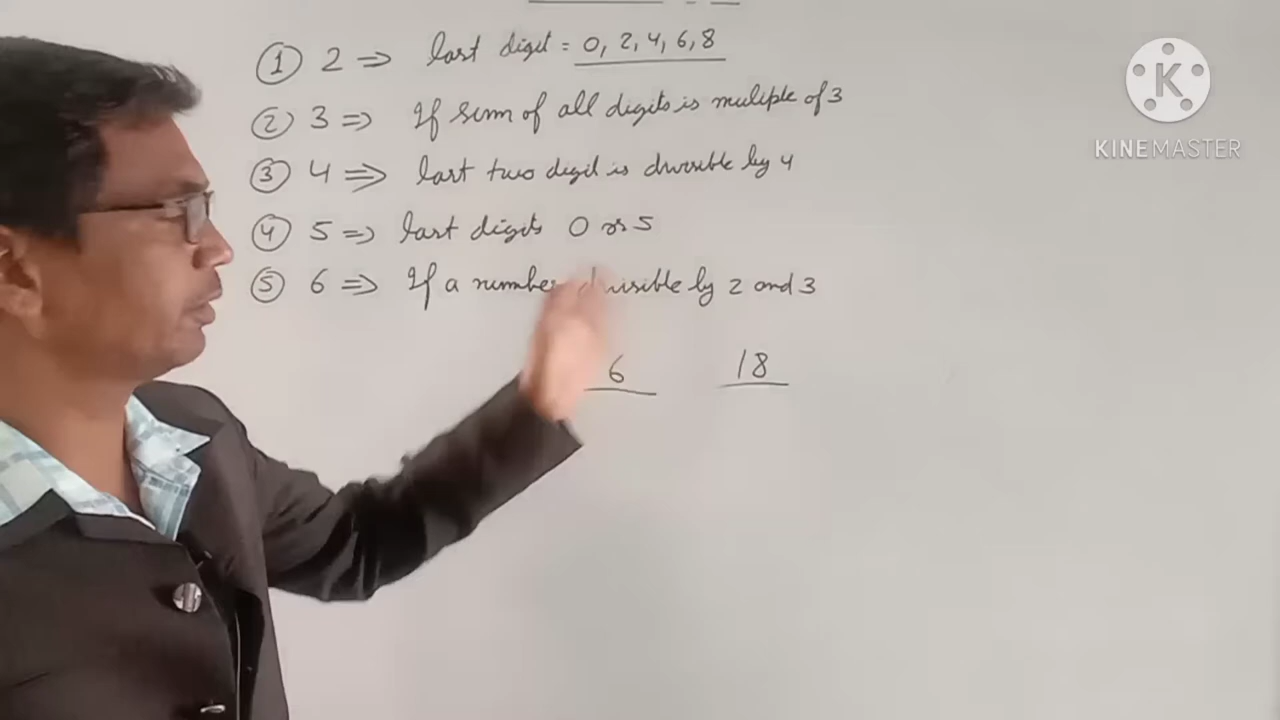 ① 2 => last digit = 0, 2, 4, 6, 8
② 3 => If sum of all digits is muliple of 3
③ 4 => last two digit is divisible by 4
④ 5 => last digits 0 or 5
⑤ 6 => If a number divisible by 2 and 3
6 18
K
KINEMASTER